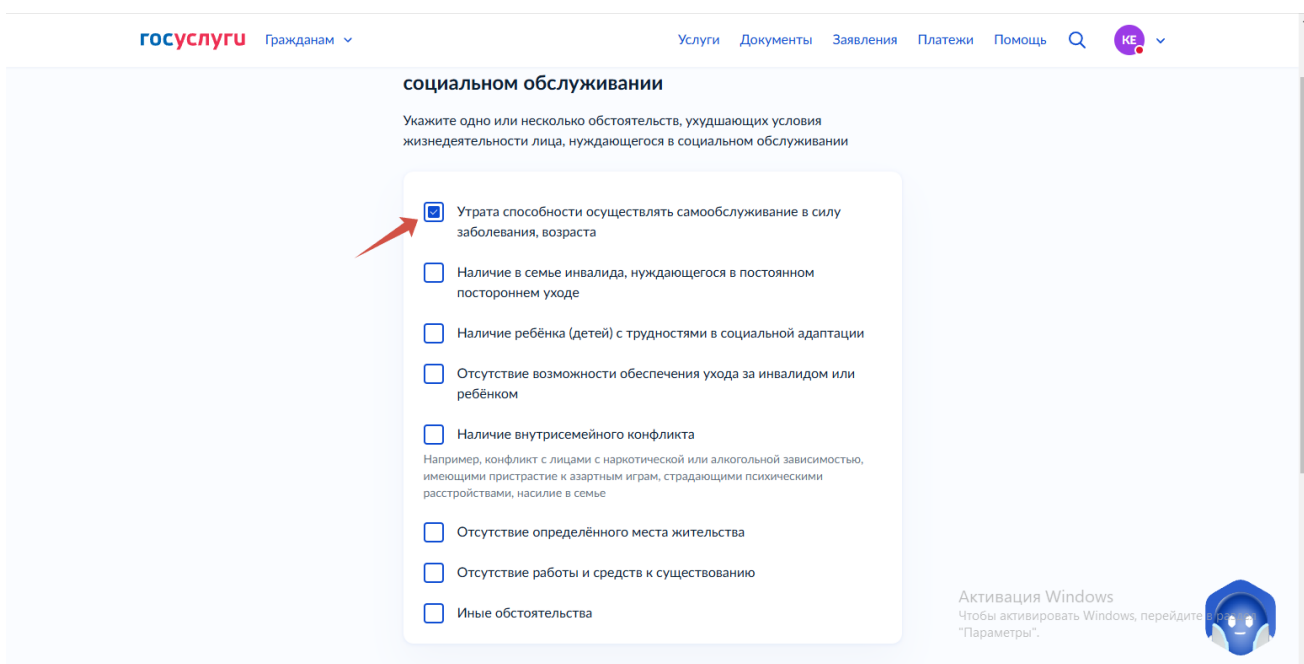 госуслуги Гражданам Услуги Документы Заявления Платежи Помощь КЕ
социальном обслуживании
Укажите одно или несколько обстоятельств, ухудшающих условия
жизнедеятельности лица, нуждающегося в социальном обслуживании
Утрата способности осуществлять самообслуживание в силу
заболевания, возраста
Наличие в семье инвалида, нуждающегося в постоянном
постороннем уходе
Наличие ребёнка (детей) с трудностями в социальной адаптации
Отсутствие возможности обеспечения ухода за инвалидом или
ребёнком
Наличие внутрисемейного конфликта
Например, конфликт с лицами с наркотической или алкогольной зависимостью,
имеющими пристрастие к азартным играм, страдающими психическими
расстройствами, насилие в семье
Отсутствие определённого места жительства
Отсутствие работы и средств к существованию
Иные обстоятельства
Активация Windows
Чтобы активировать Windows, перейдите в
"Параметры".